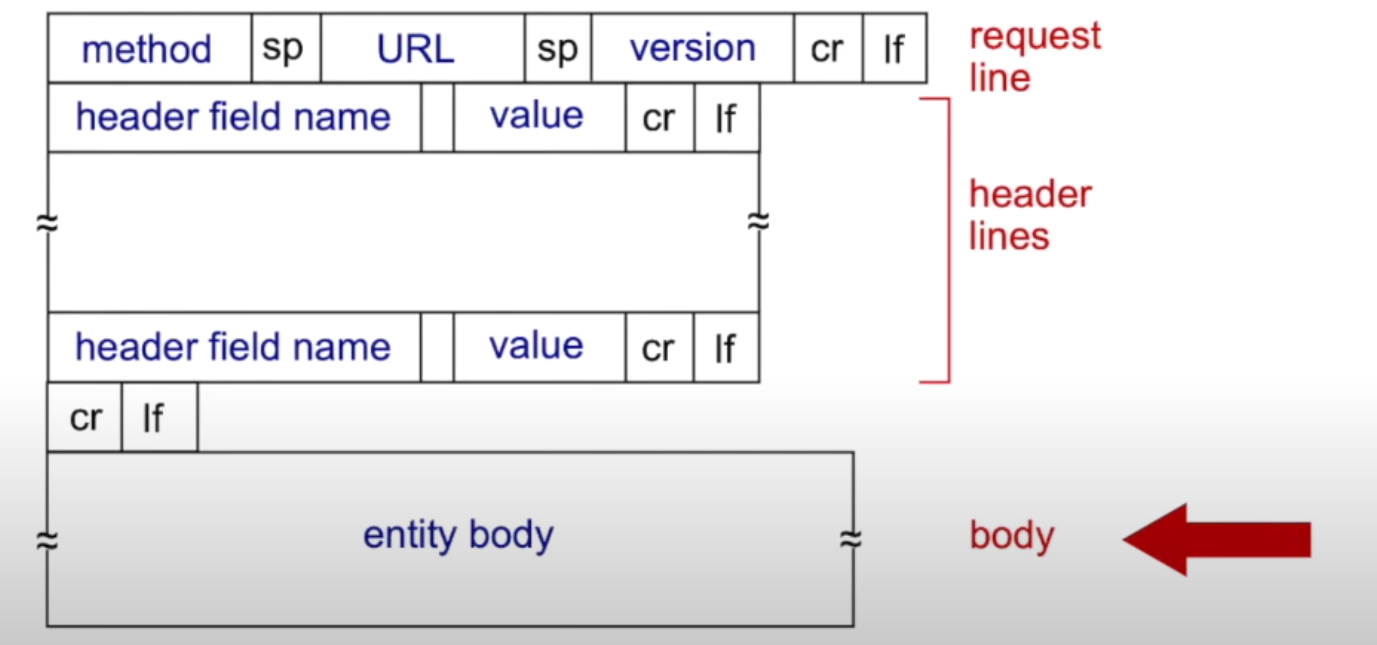 method sp URL sp version cr lf
request
line
header field name value cr lf
header
lines
header field name value cr lf
cr lf
entity body
body